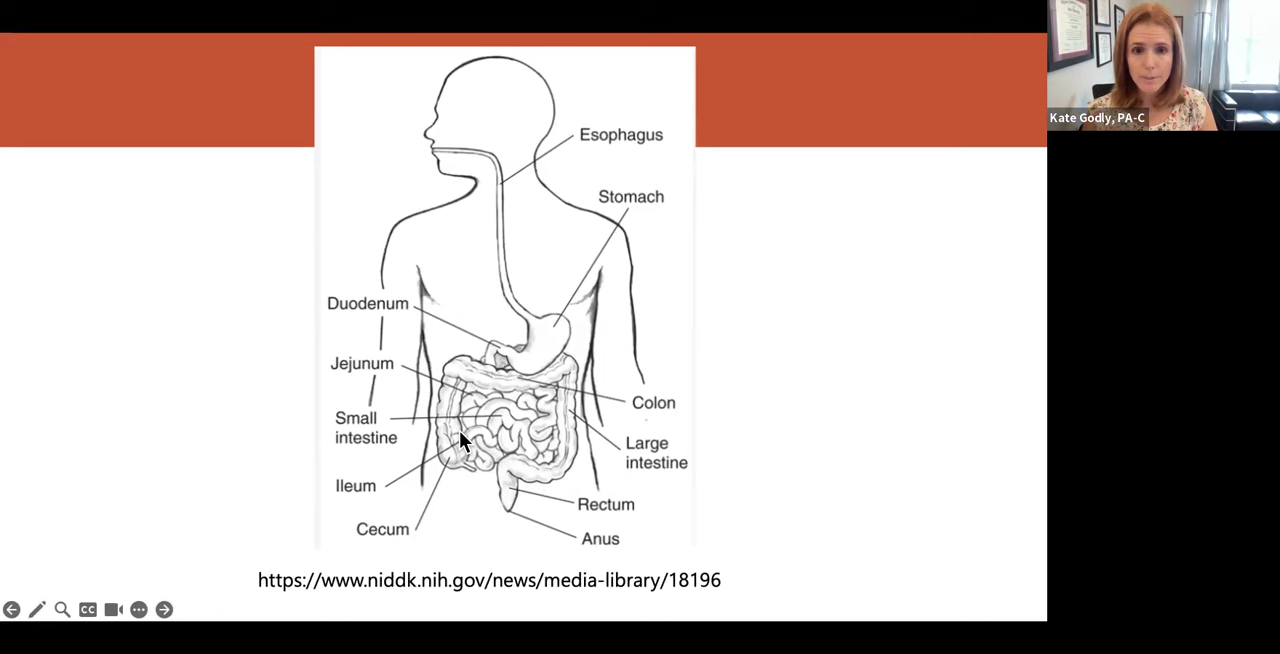 Esophagus
Stomach
Duodenum
Jejunum
Small
intestine
Ileum
Cecum
Colon
Large
intestine
Rectum
Anus
https://www.niddk.nih.gov/news/media-library/18196
CC
Kate Godly, PA-C